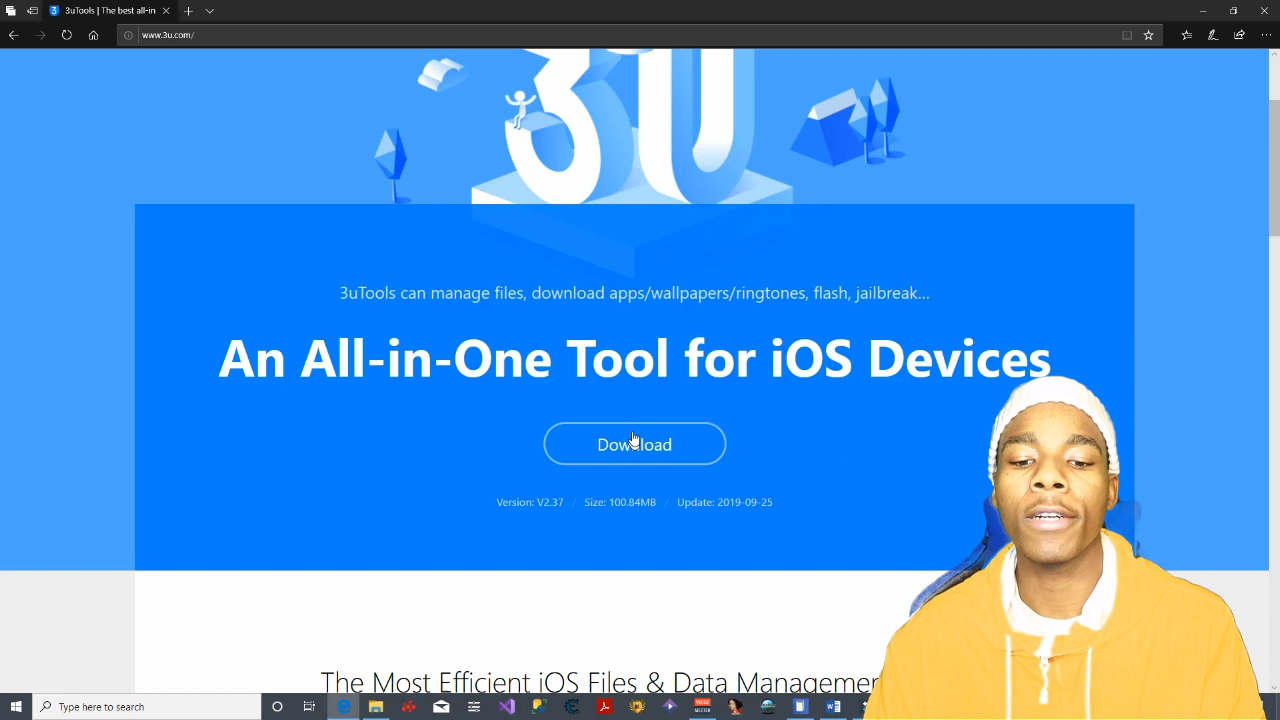 3uTools | The best all-in
www.3u.com/
3U
3uTools can manage files, download apps/wallpapers/ringtones, flash, jailbreak...
An All-in-One Tool for iOS Devices
Download
Version: V2.37 / Size: 100.84MB / Update: 2019-09-25
The Most Efficient iOS Files & Data Managemen
Type here to search